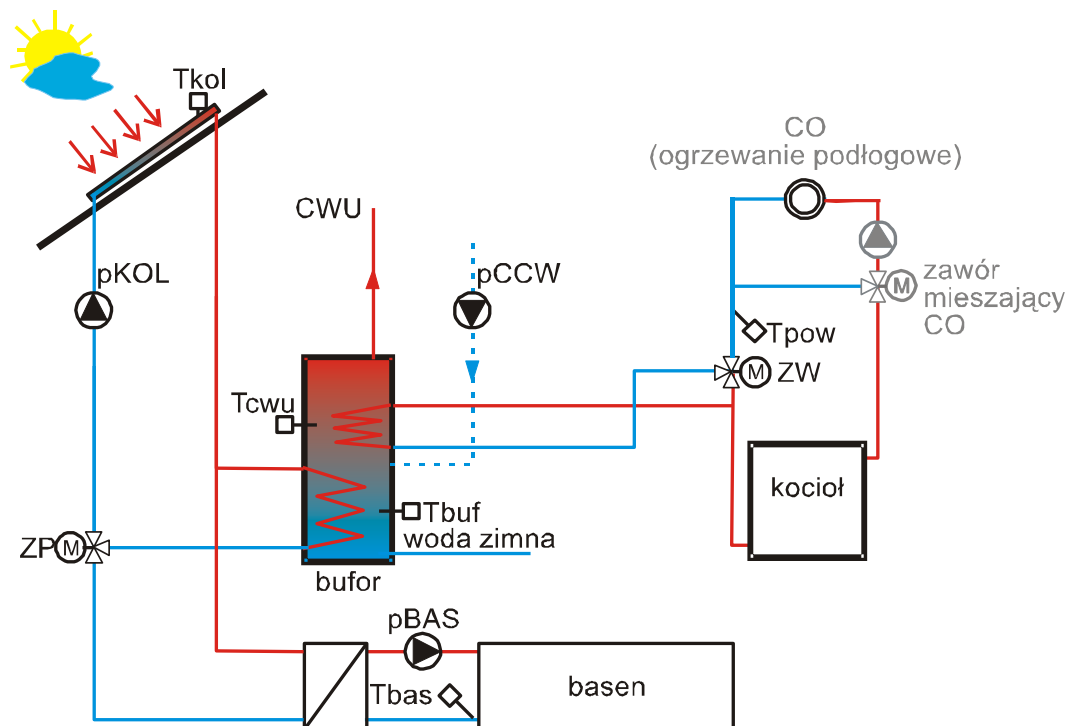 Tkol
CO
(ogrzewanie podłogowe)
CWU
pCCW
pKOL
zawór
M
mieszający
CO
Tpow
M
ZW
Tcwu
kocioł
Tbuf
woda zimna
ZP
M
bufor
pBAS
Tbas
basen